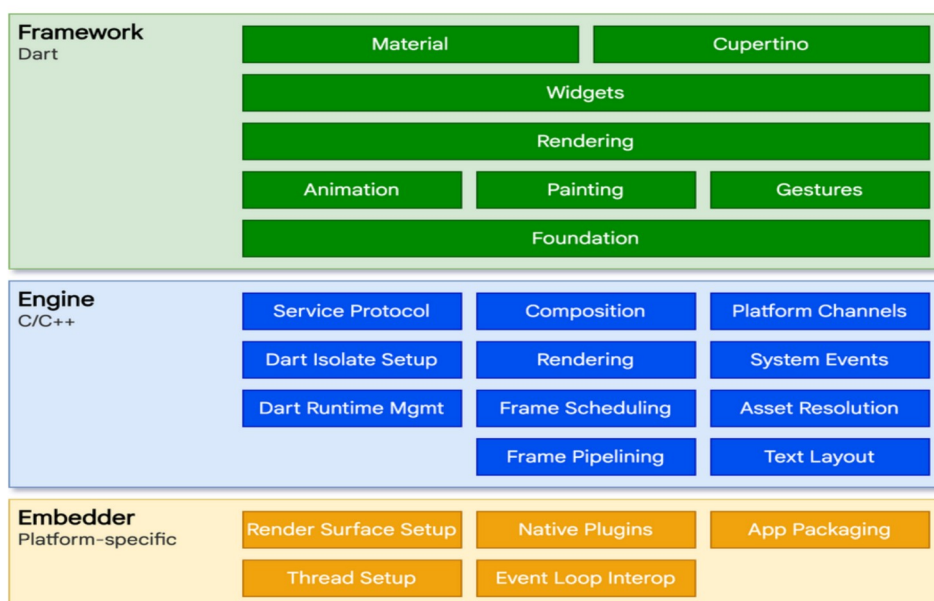 Framework
Dart
Material
Cupertino
Widgets
Rendering
Animation
Painting
Gestures
Foundation
Engine
C/C++
Service Protocol
Composition
Platform Channels
Dart Isolate Setup
Rendering
System Events
Dart Runtime Mgmt
Frame Scheduling
Asset Resolution
Frame Pipelining
Text Layout
Embedder
Platform-specific
Render Surface Setup
Native Plugins
App Packaging
Thread Setup
Event Loop Interop